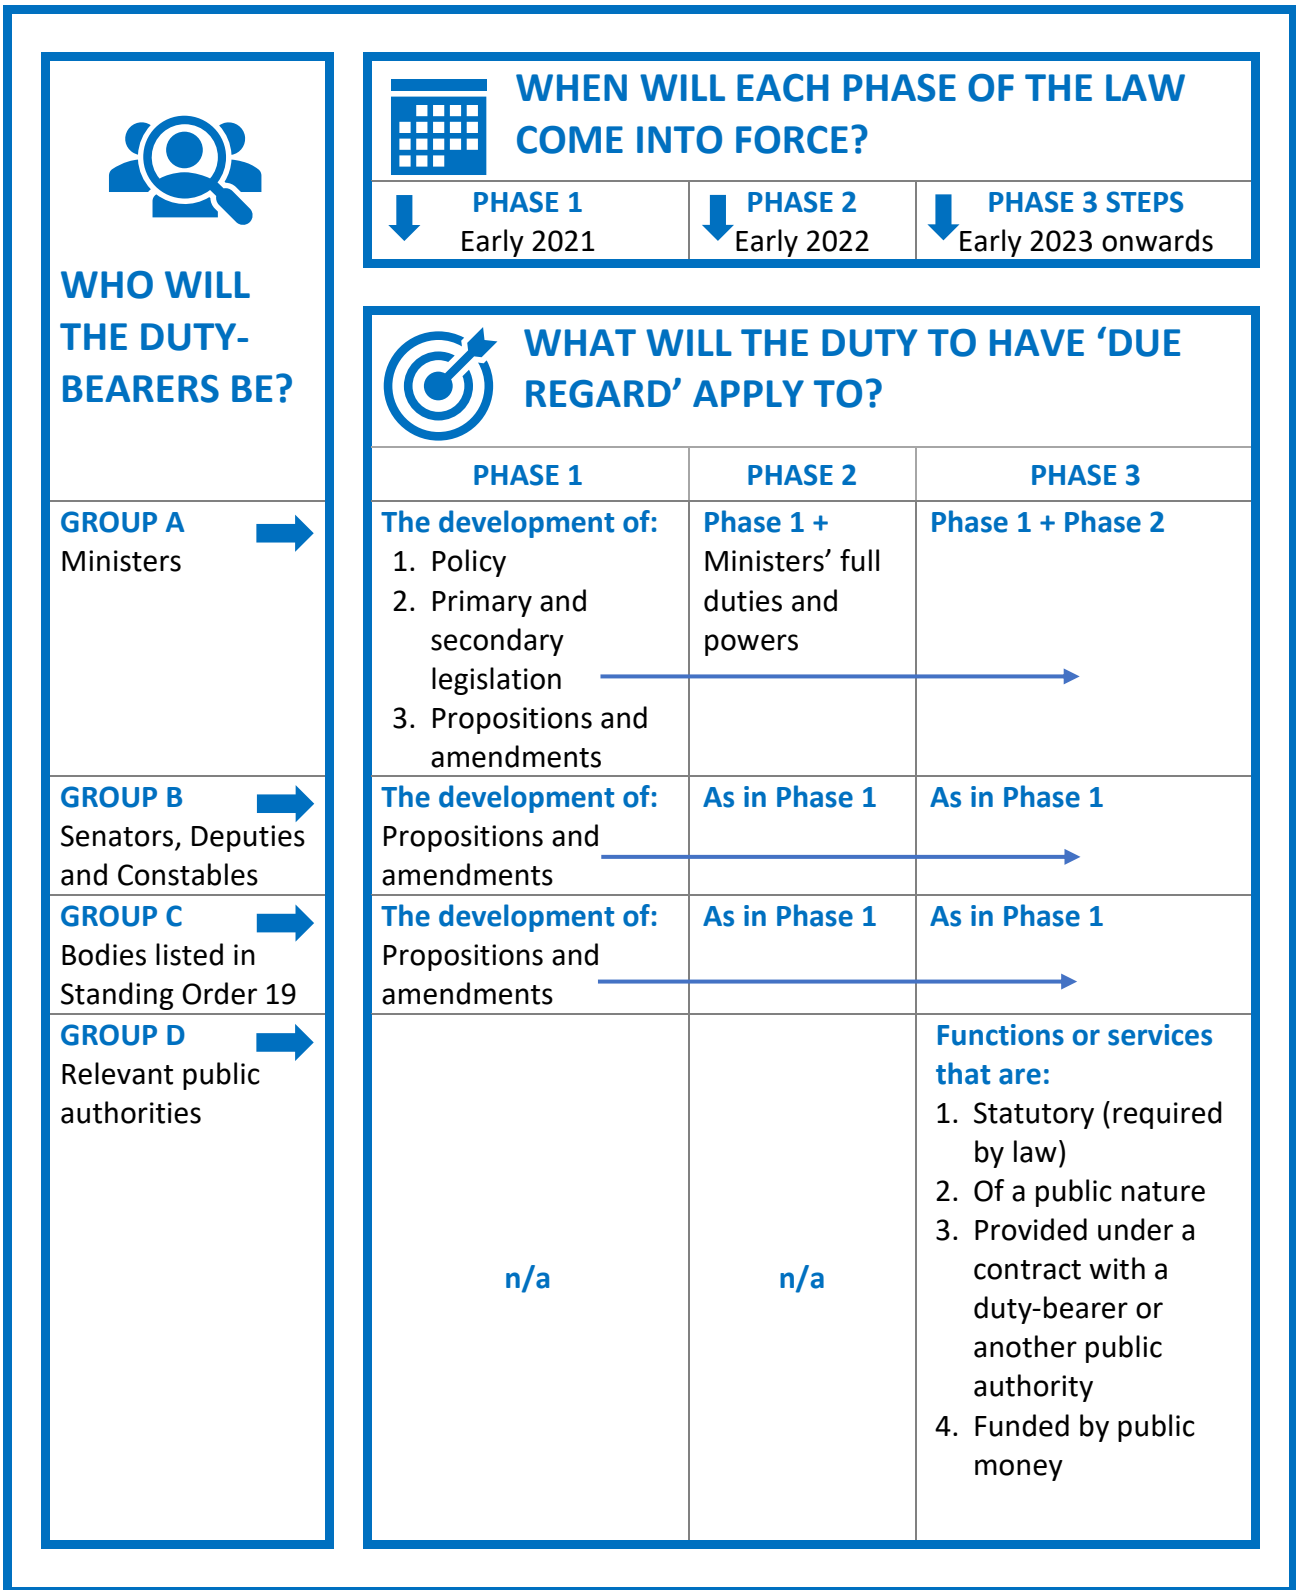 WHO WILL
THE DUTY-
BEARERS BE?
WHEN WILL EACH PHASE OF THE LAW
COME INTO FORCE?
PHASE 1
Early 2021
PHASE 2
Early 2022
PHASE 3 STEPS
Early 2023 onwards
WHAT WILL THE DUTY TO HAVE ‘DUE
REGARD’ APPLY TO?
PHASE 1
PHASE 2
PHASE 3
GROUP A
Ministers
The development of:
1. Policy
2. Primary and
secondary
legislation
3. Propositions and
amendments
Phase 1 +
Ministers’ full
duties and
powers
Phase 1 + Phase 2
GROUP B
Senators, Deputies
and Constables
The development of:
Propositions and
amendments
As in Phase 1
As in Phase 1
GROUP C
Bodies listed in
Standing Order 19
The development of:
Propositions and
amendments
As in Phase 1
As in Phase 1
GROUP D
Relevant public
authorities
n/a
n/a
Functions or services
that are:
1. Statutory (required
by law)
2. Of a public nature
3. Provided under a
contract with a
duty-bearer or
another public
authority
4. Funded by public
money